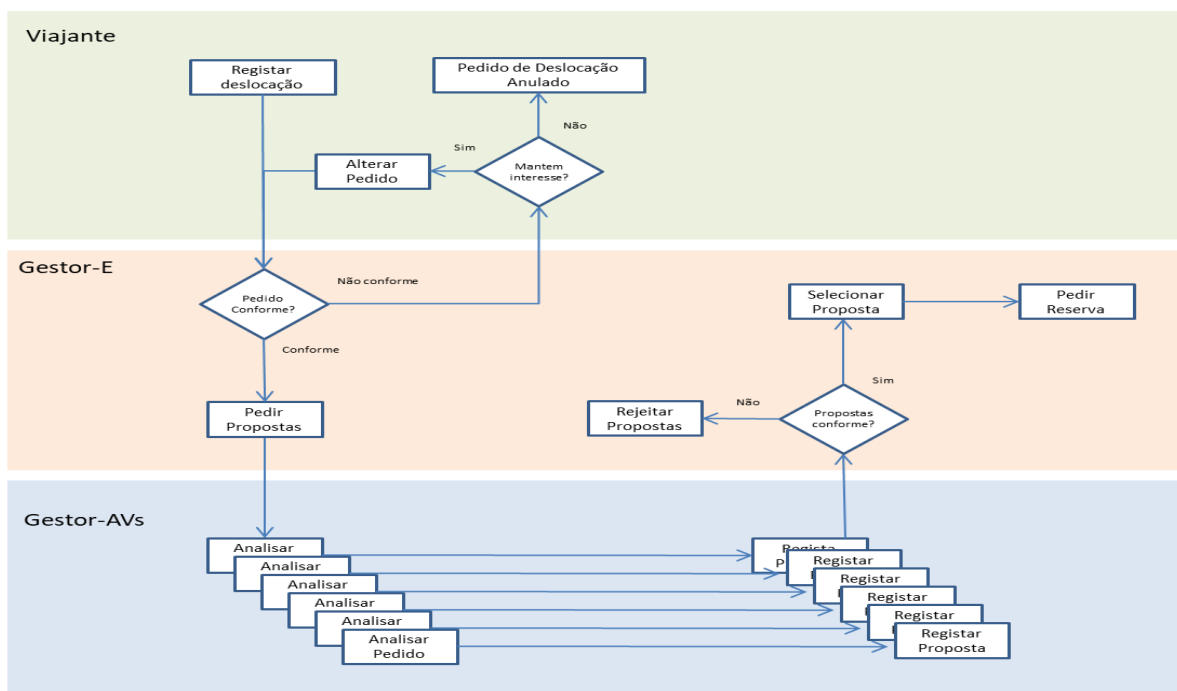 Viajante
Registar
deslocação
Pedido de Deslocação
Anulado
Não
Sim
Alterar
Pedido
Mantem
interesse?
Gestor-E
Não conforme
Pedido
Conforme?
Conforme
Selecionar
Proposta
Pedir
Reserva
Sim
Não
Pedir
Propostas
Rejeitar
Propostas
Propostas
conforme?
Gestor-AVs
Analisar
Analisar
Analisar
Analisar
Analisar
Analisar
Pedido
Registar
Registar
Registar
Registar
Registar
Proposta